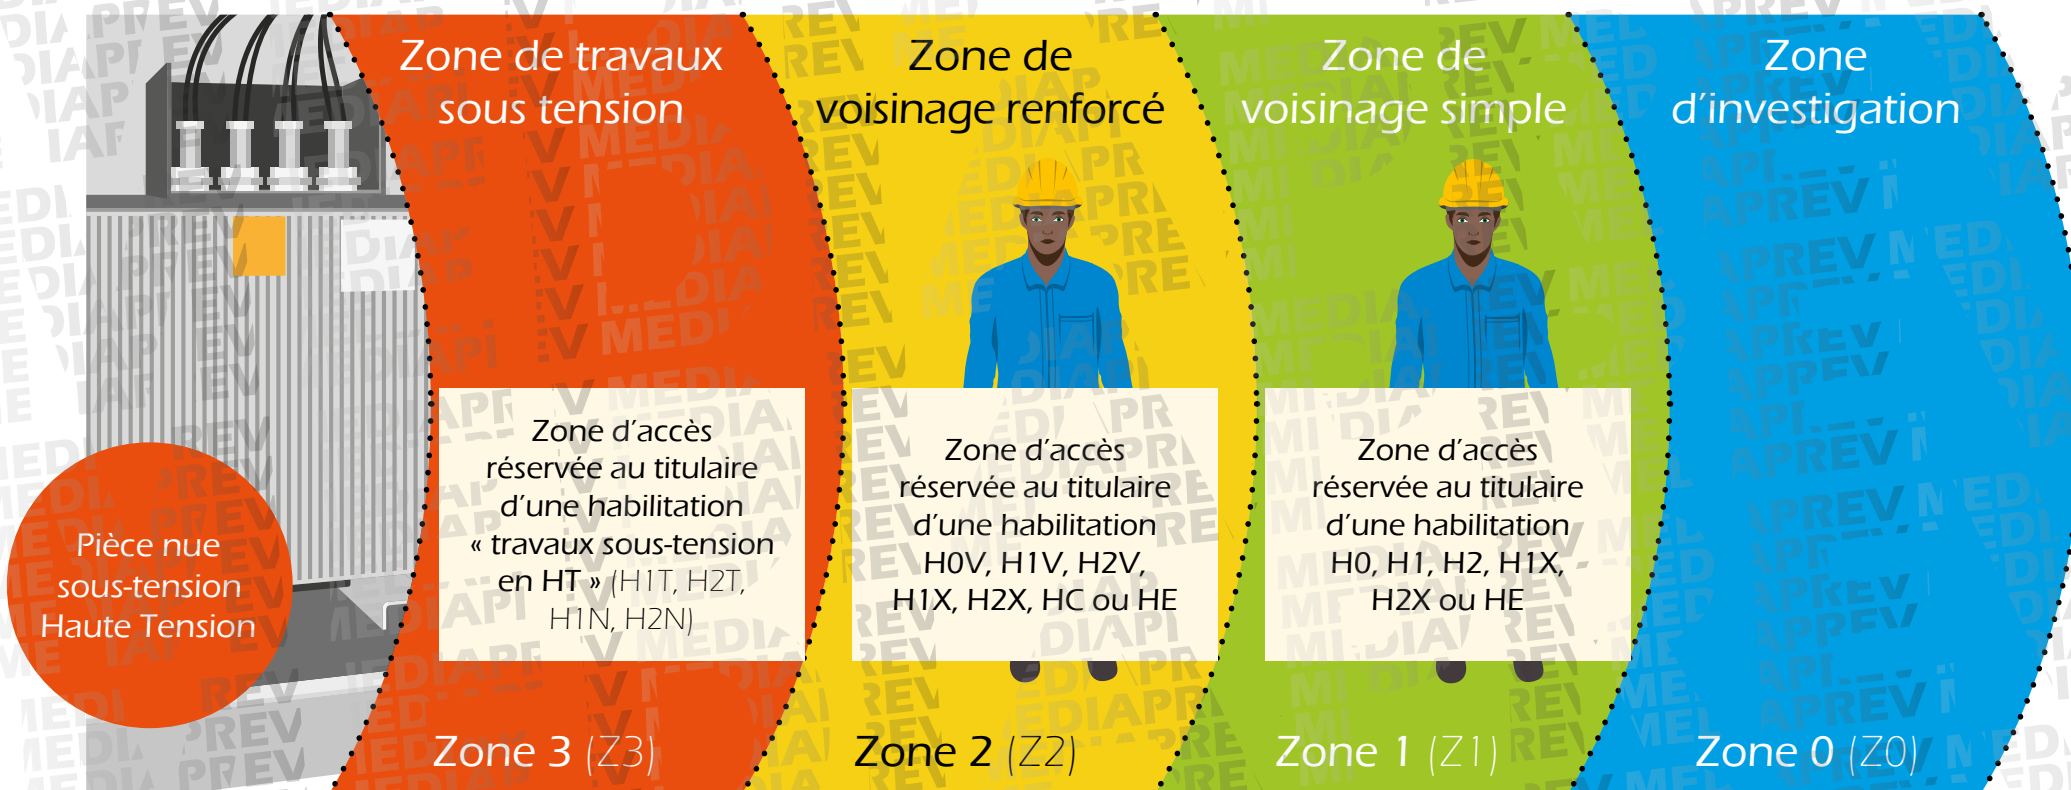 Zone de travaux
sous tension
Zone de
voisinage renforcé
Zone de
voisinage simple
Zone
d'investigation
Pièce nue
sous-tension
Haute Tension
Zone d'accès
réservée au titulaire
d'une habilitation
« travaux sous-tension
en HT » (H1T, H2T,
H1N, H2N)
Zone d'accès
réservée au titulaire
d'une habilitation
H0V, H1V, H2V,
H1X, H2X, HC ou HE
Zone d'accès
réservée au titulaire
d'une habilitation
H0, H1, H2, H1X,
H2X ou HE
Zone 3 (Z3)
Zone 2 (Z2)
Zone 1 (Z1)
Zone 0 (Z0)